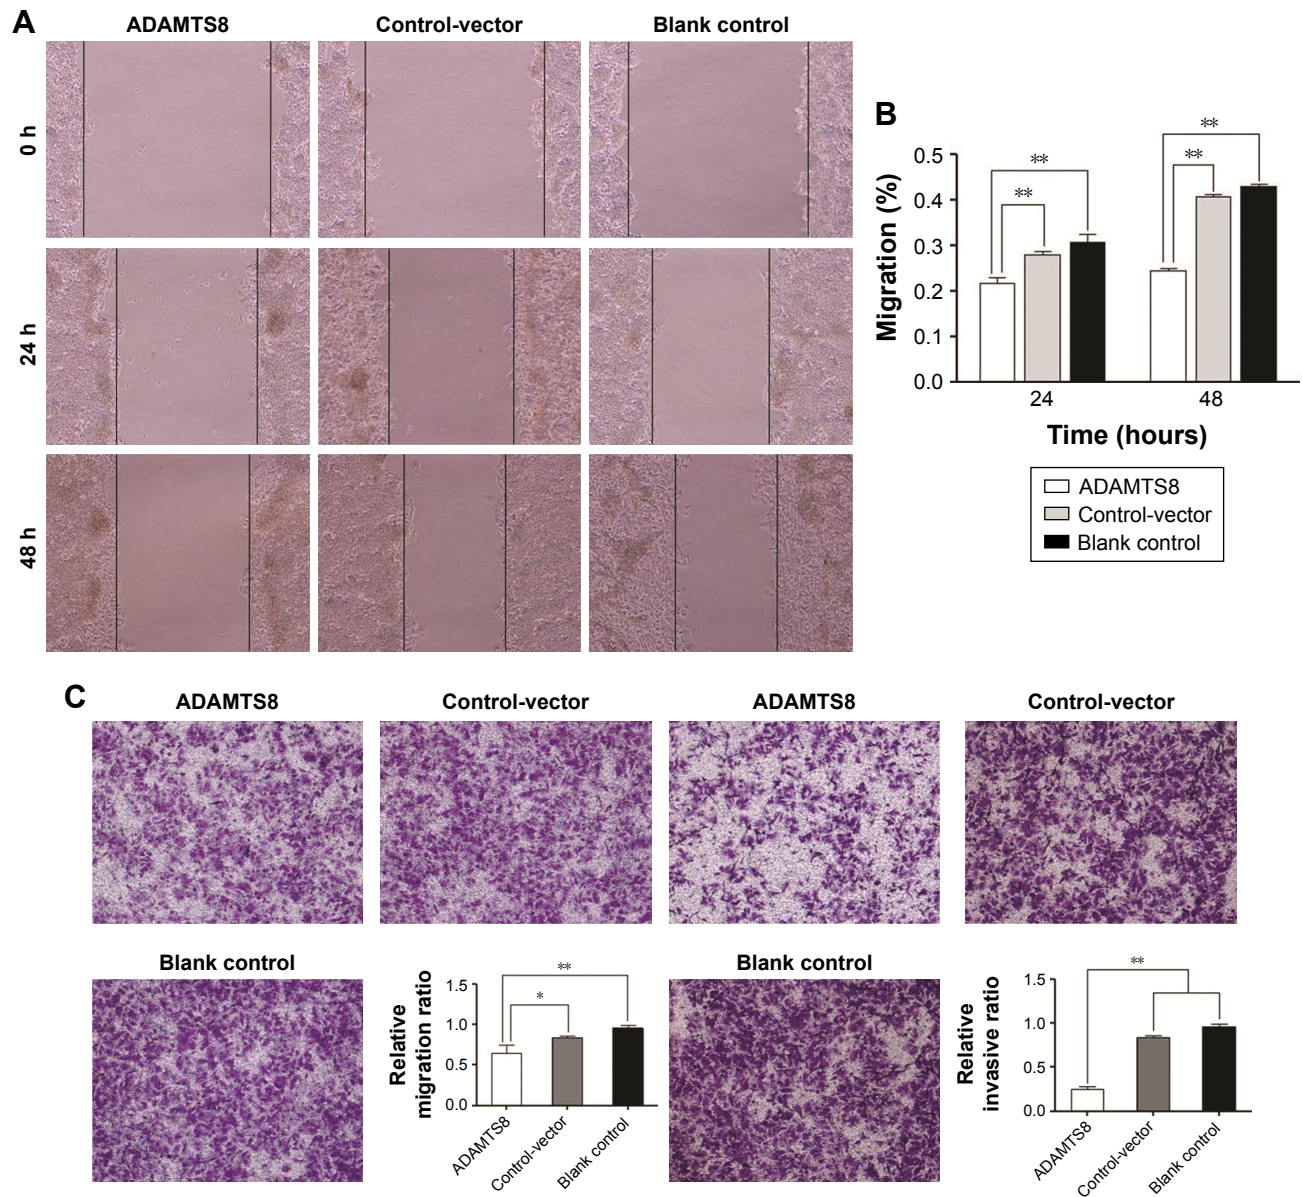 A
ADAMTS8 Control-vector Blank control
0 h
24 h
48 h
B
** **
** **
Migration (%)
0.5
0.4
0.3
0.2
0.1
0.0
24 48
Time (hours)
ADAMTS8
Control-vector
Blank control
C
ADAMTS8 Control-vector ADAMTS8 Control-vector
Blank control
Relative
migration ratio
1.5
1.0
0.5
0.0
**
*
ADAMTS8
Control-vector
Blank control
Blank control
Relative
invasive ratio
1.5
1.0
0.5
0.0
**
ADAMTS8
Control-vector
Blank control